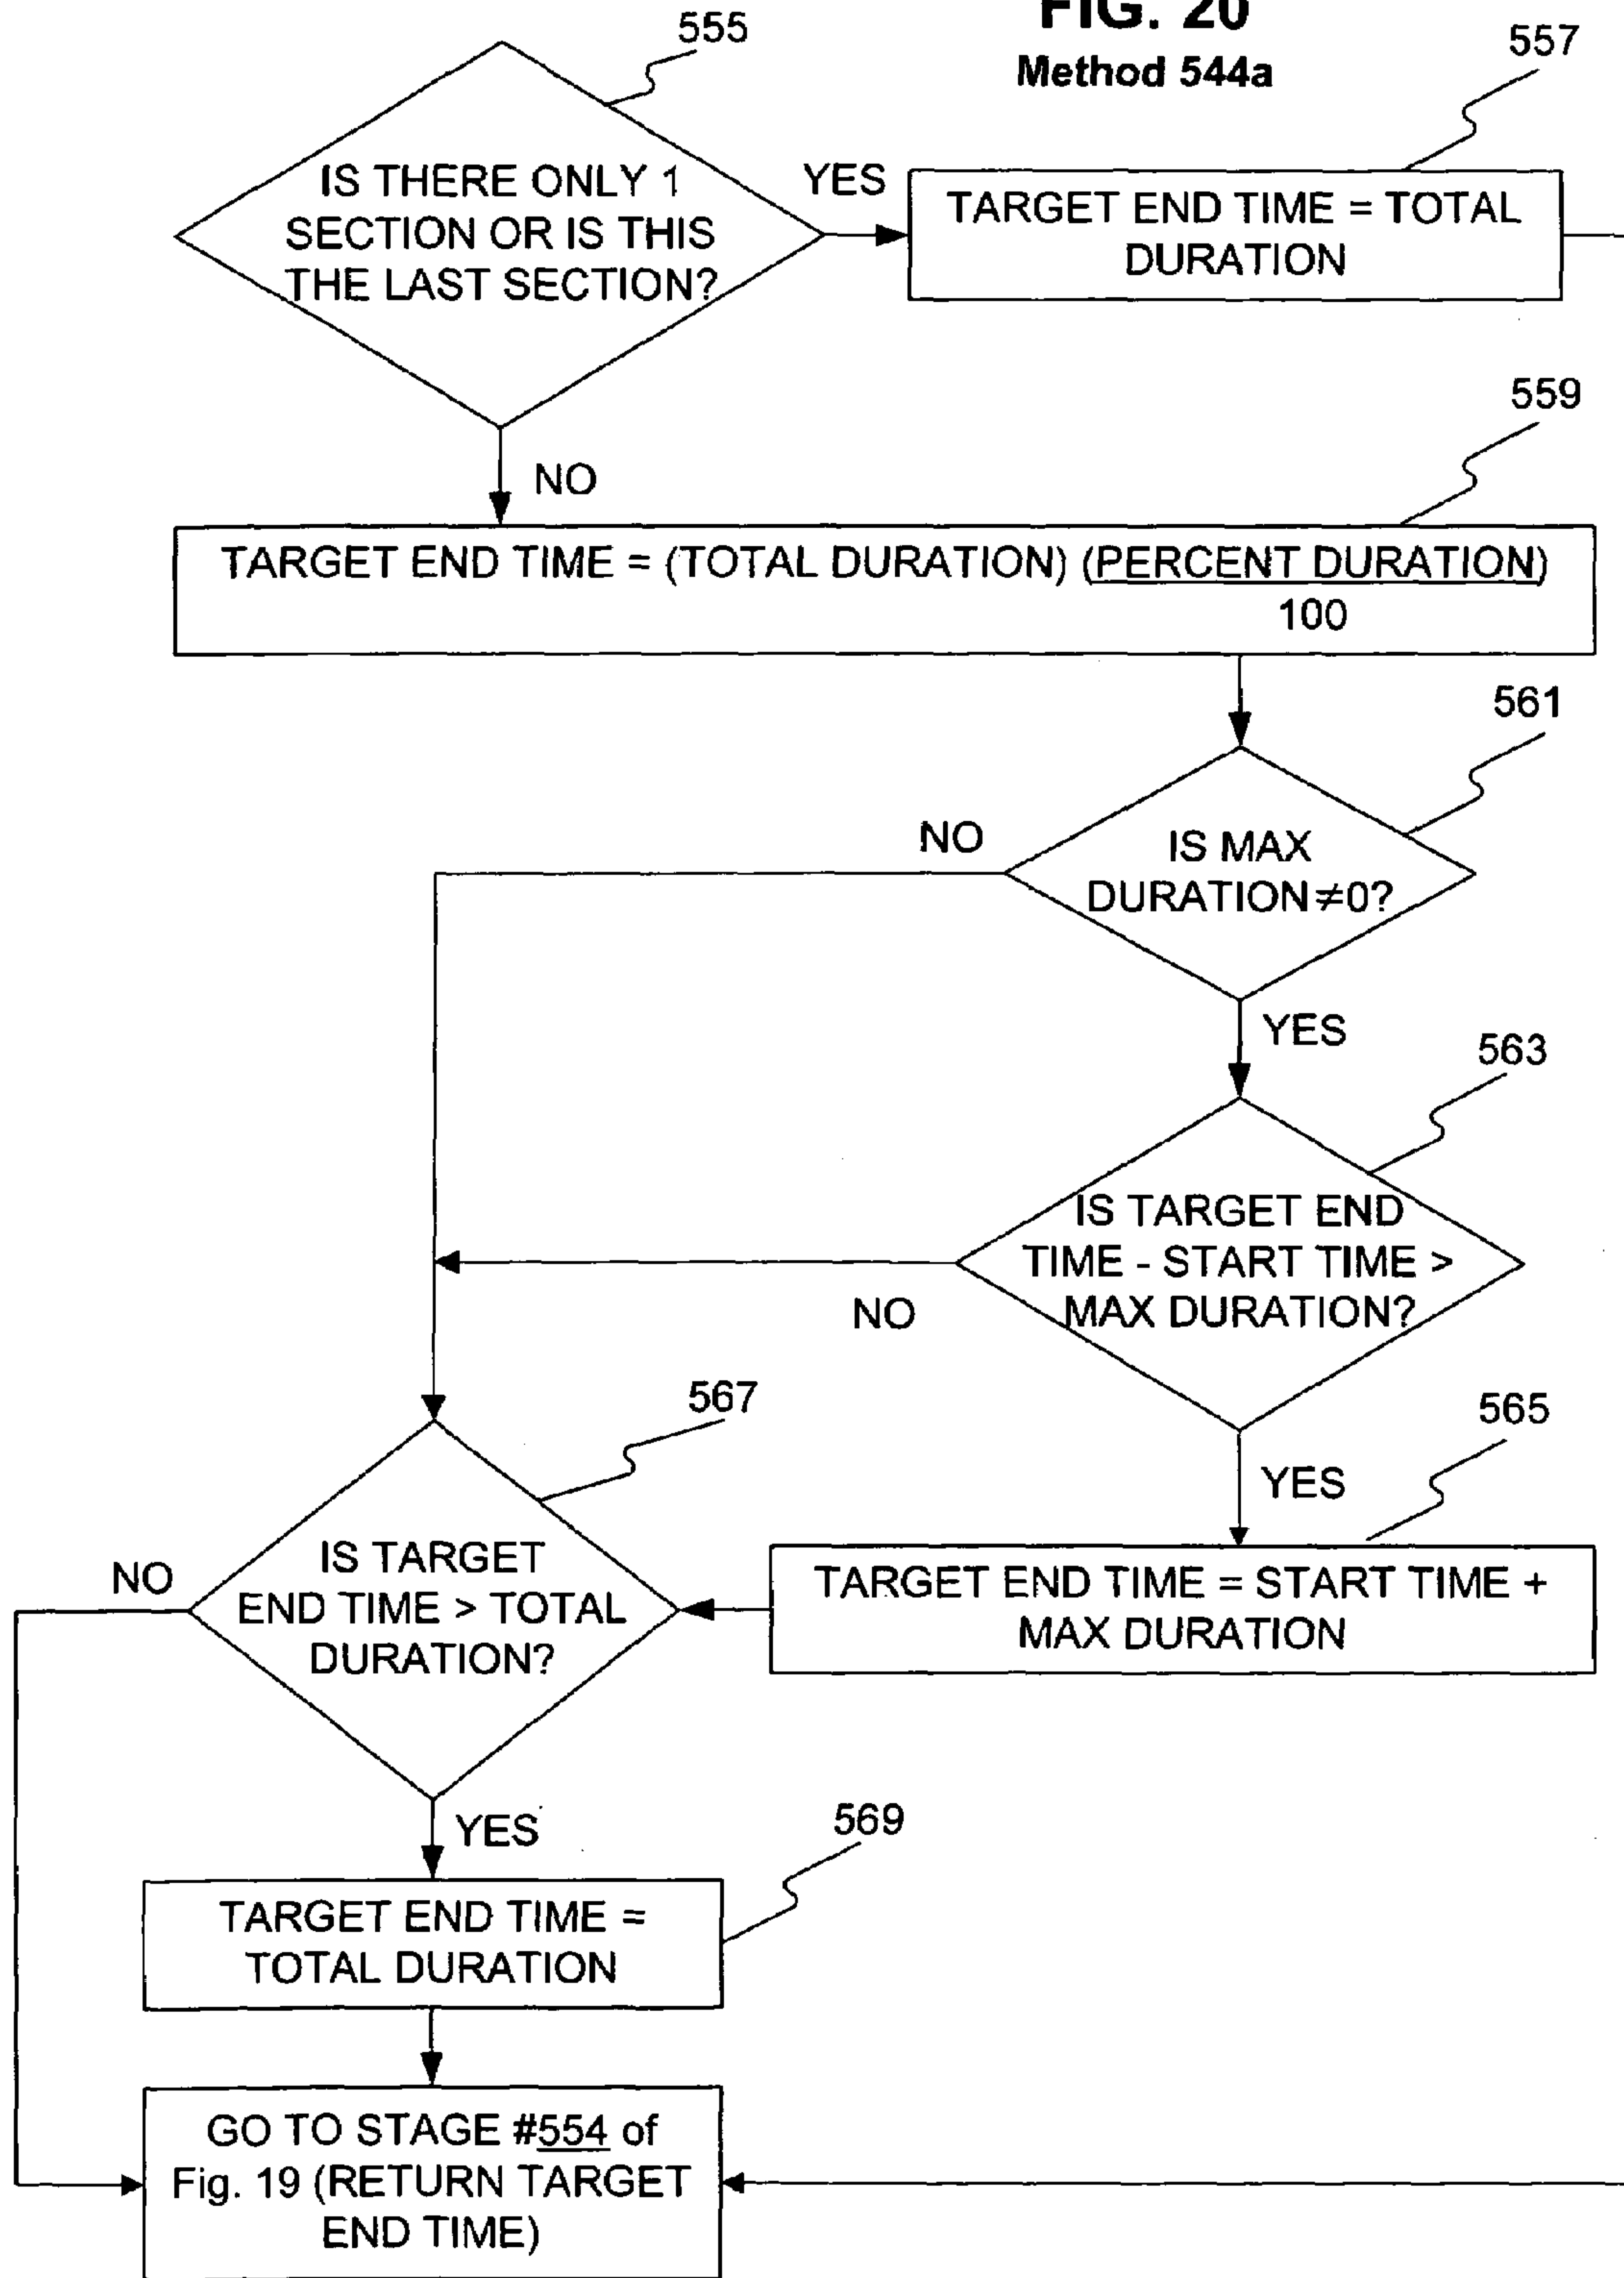 FIG. 20
Method 544a
555
557
IS THERE ONLY 1
SECTION OR IS THIS
THE LAST SECTION?
YES
TARGET END TIME = TOTAL
DURATION
NO
559
TARGET END TIME = (TOTAL DURATION) (PERCENT DURATION)
100
561
IS MAX
DURATION≠0?
NO
YES
563
IS TARGET END
TIME - START TIME >
MAX DURATION?
NO
YES
565
TARGET END TIME = START TIME +
MAX DURATION
567
IS TARGET
END TIME > TOTAL
DURATION?
NO
YES
569
TARGET END TIME =
TOTAL DURATION
GO TO STAGE #554 of
Fig. 19 (RETURN TARGET
END TIME)